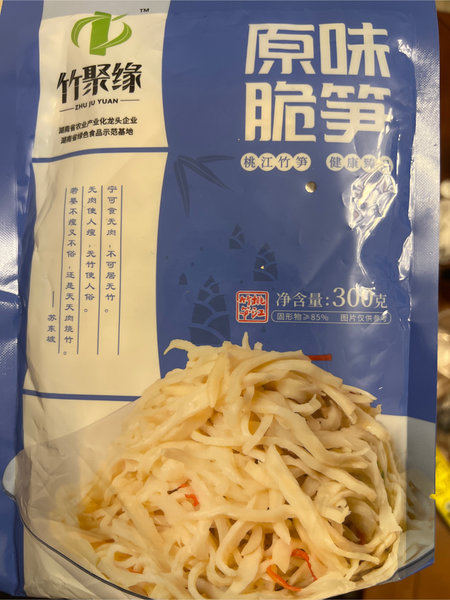 TM
竹聚缘
ZHU JU YUAN
湖南省农业产业化龙头企业
湖南省绿色食品示范基地
原味
脆笋
桃江竹笋 健康
宁可食无肉，不可居无竹。
无肉使人瘦，无竹使人俗。
若要不瘦又不俗，还是天天肉烧竹。
——苏东坡
净含量:300克
固形物≥85% 图片仅供参考